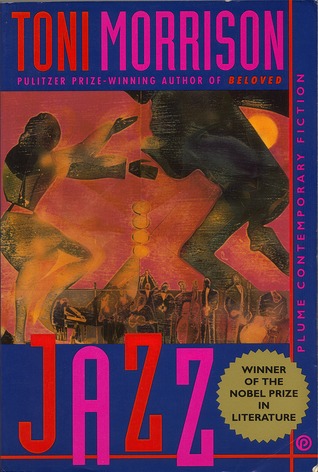 TONI MORRISON
PULITZER PRIZE-WINNING AUTHOR OF BELOVED
PLUME CONTEMPORARY FICTION
JAZZ
WINNER
OF THE
NOBEL PRIZE
IN
LITERATURE